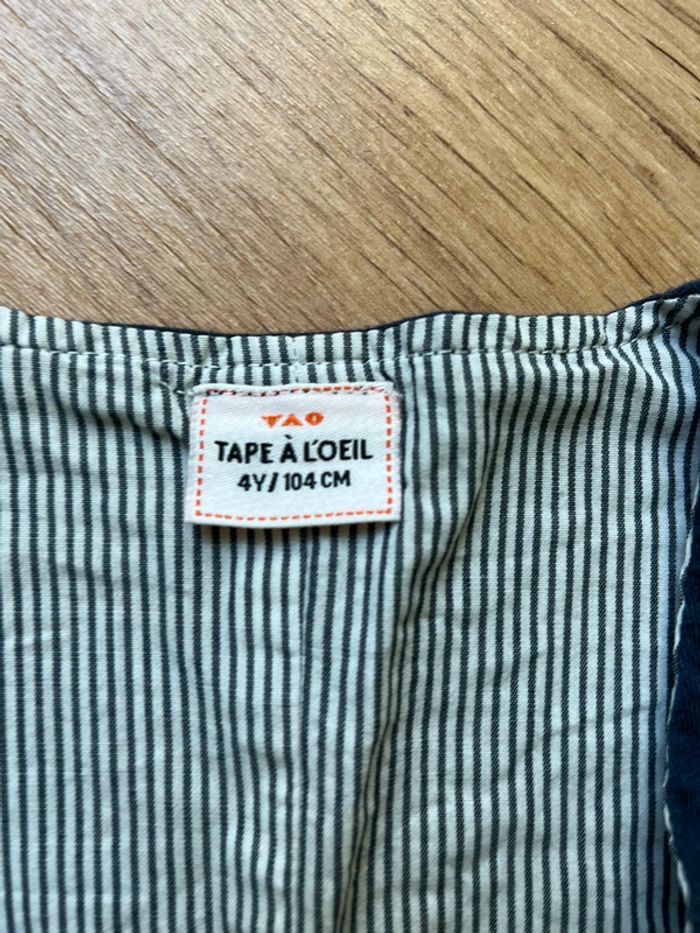 TAO
TAPE À L'OEIL
4Y/104 CM